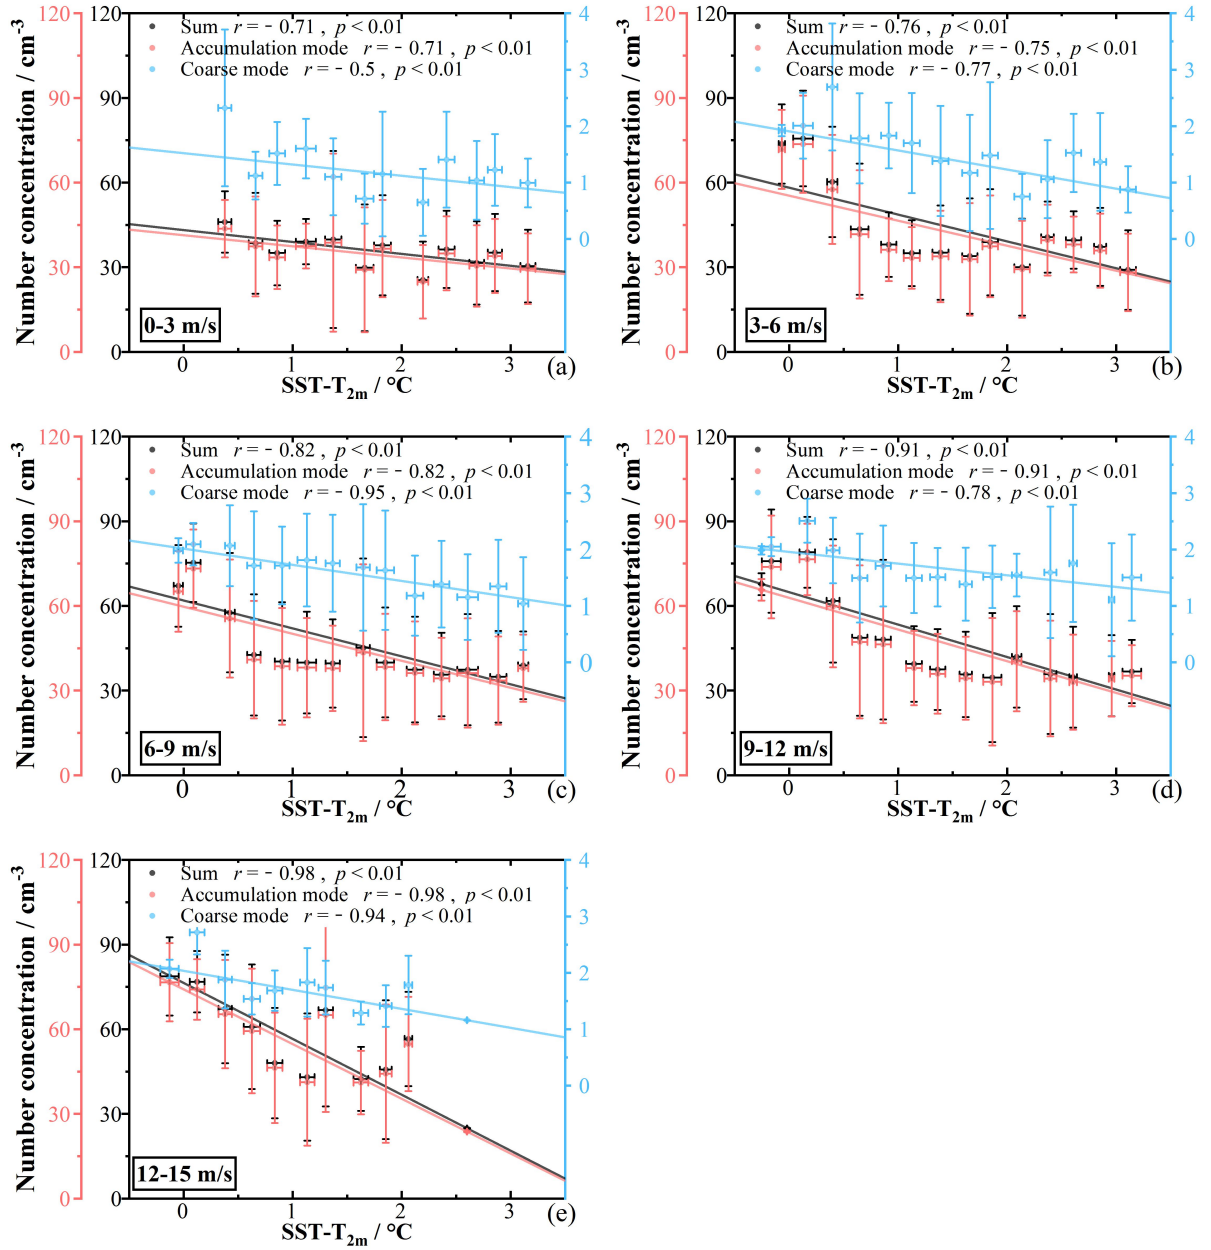 Sum r = - 0.71 , p < 0.01
Accumulation mode r = - 0.71 , p < 0.01
Coarse mode r = - 0.5 , p < 0.01
Number concentration / cm-3
120
90
60
30
0
120
90
60
30
0
4
3
2
1
0
0-3 m/s
0 1 2 3
SST-T2m / °C
(a)
Sum r = - 0.76 , p < 0.01
Accumulation mode r = - 0.75 , p < 0.01
Coarse mode r = - 0.77 , p < 0.01
Number concentration / cm-3
120
90
60
30
0
120
90
60
30
0
4
3
2
1
0
3-6 m/s
0 1 2 3
SST-T2m / °C
(b)
Sum r = - 0.82 , p < 0.01
Accumulation mode r = - 0.82 , p < 0.01
Coarse mode r = - 0.95 , p < 0.01
Number concentration / cm-3
120
90
60
30
0
120
90
60
30
0
4
3
2
1
0
6-9 m/s
0 1 2 3
SST-T2m / °C
(c)
Sum r = - 0.91 , p < 0.01
Accumulation mode r = - 0.91 , p < 0.01
Coarse mode r = - 0.78 , p < 0.01
Number concentration / cm-3
120
90
60
30
0
120
90
60
30
0
4
3
2
1
0
9-12 m/s
0 1 2 3
SST-T2m / °C
(d)
Sum r = - 0.98 , p < 0.01
Accumulation mode r = - 0.98 , p < 0.01
Coarse mode r = - 0.94 , p < 0.01
Number concentration / cm-3
120
90
60
30
0
120
90
60
30
0
4
3
2
1
0
12-15 m/s
0 1 2 3
SST-T2m / °C
(e)